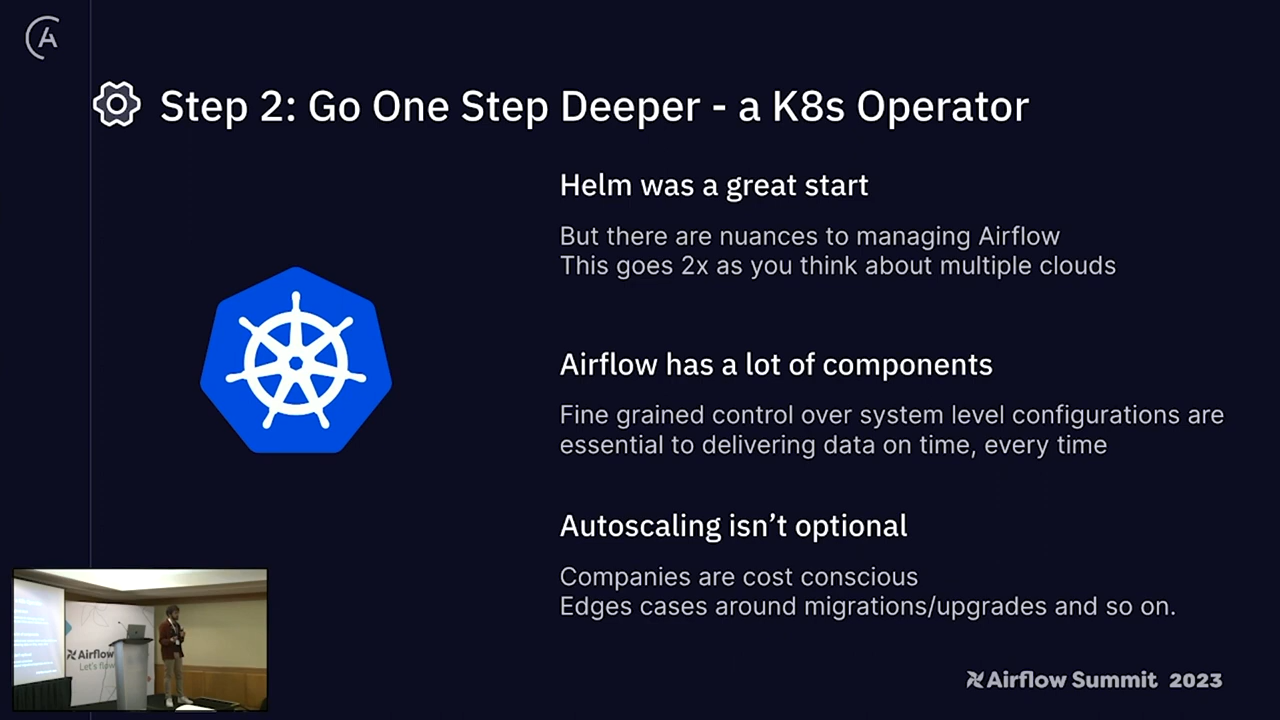 Step 2: Go One Step Deeper - a K8s Operator
Helm was a great start
But there are nuances to managing Airflow
This goes 2x as you think about multiple clouds
Airflow has a lot of components
Fine grained control over system level configurations are
essential to delivering data on time, every time
Autoscaling isn’t optional
Companies are cost conscious
Edges cases around migrations/upgrades and so on.
Airflow
Let's flow
Airflow Summit 2023